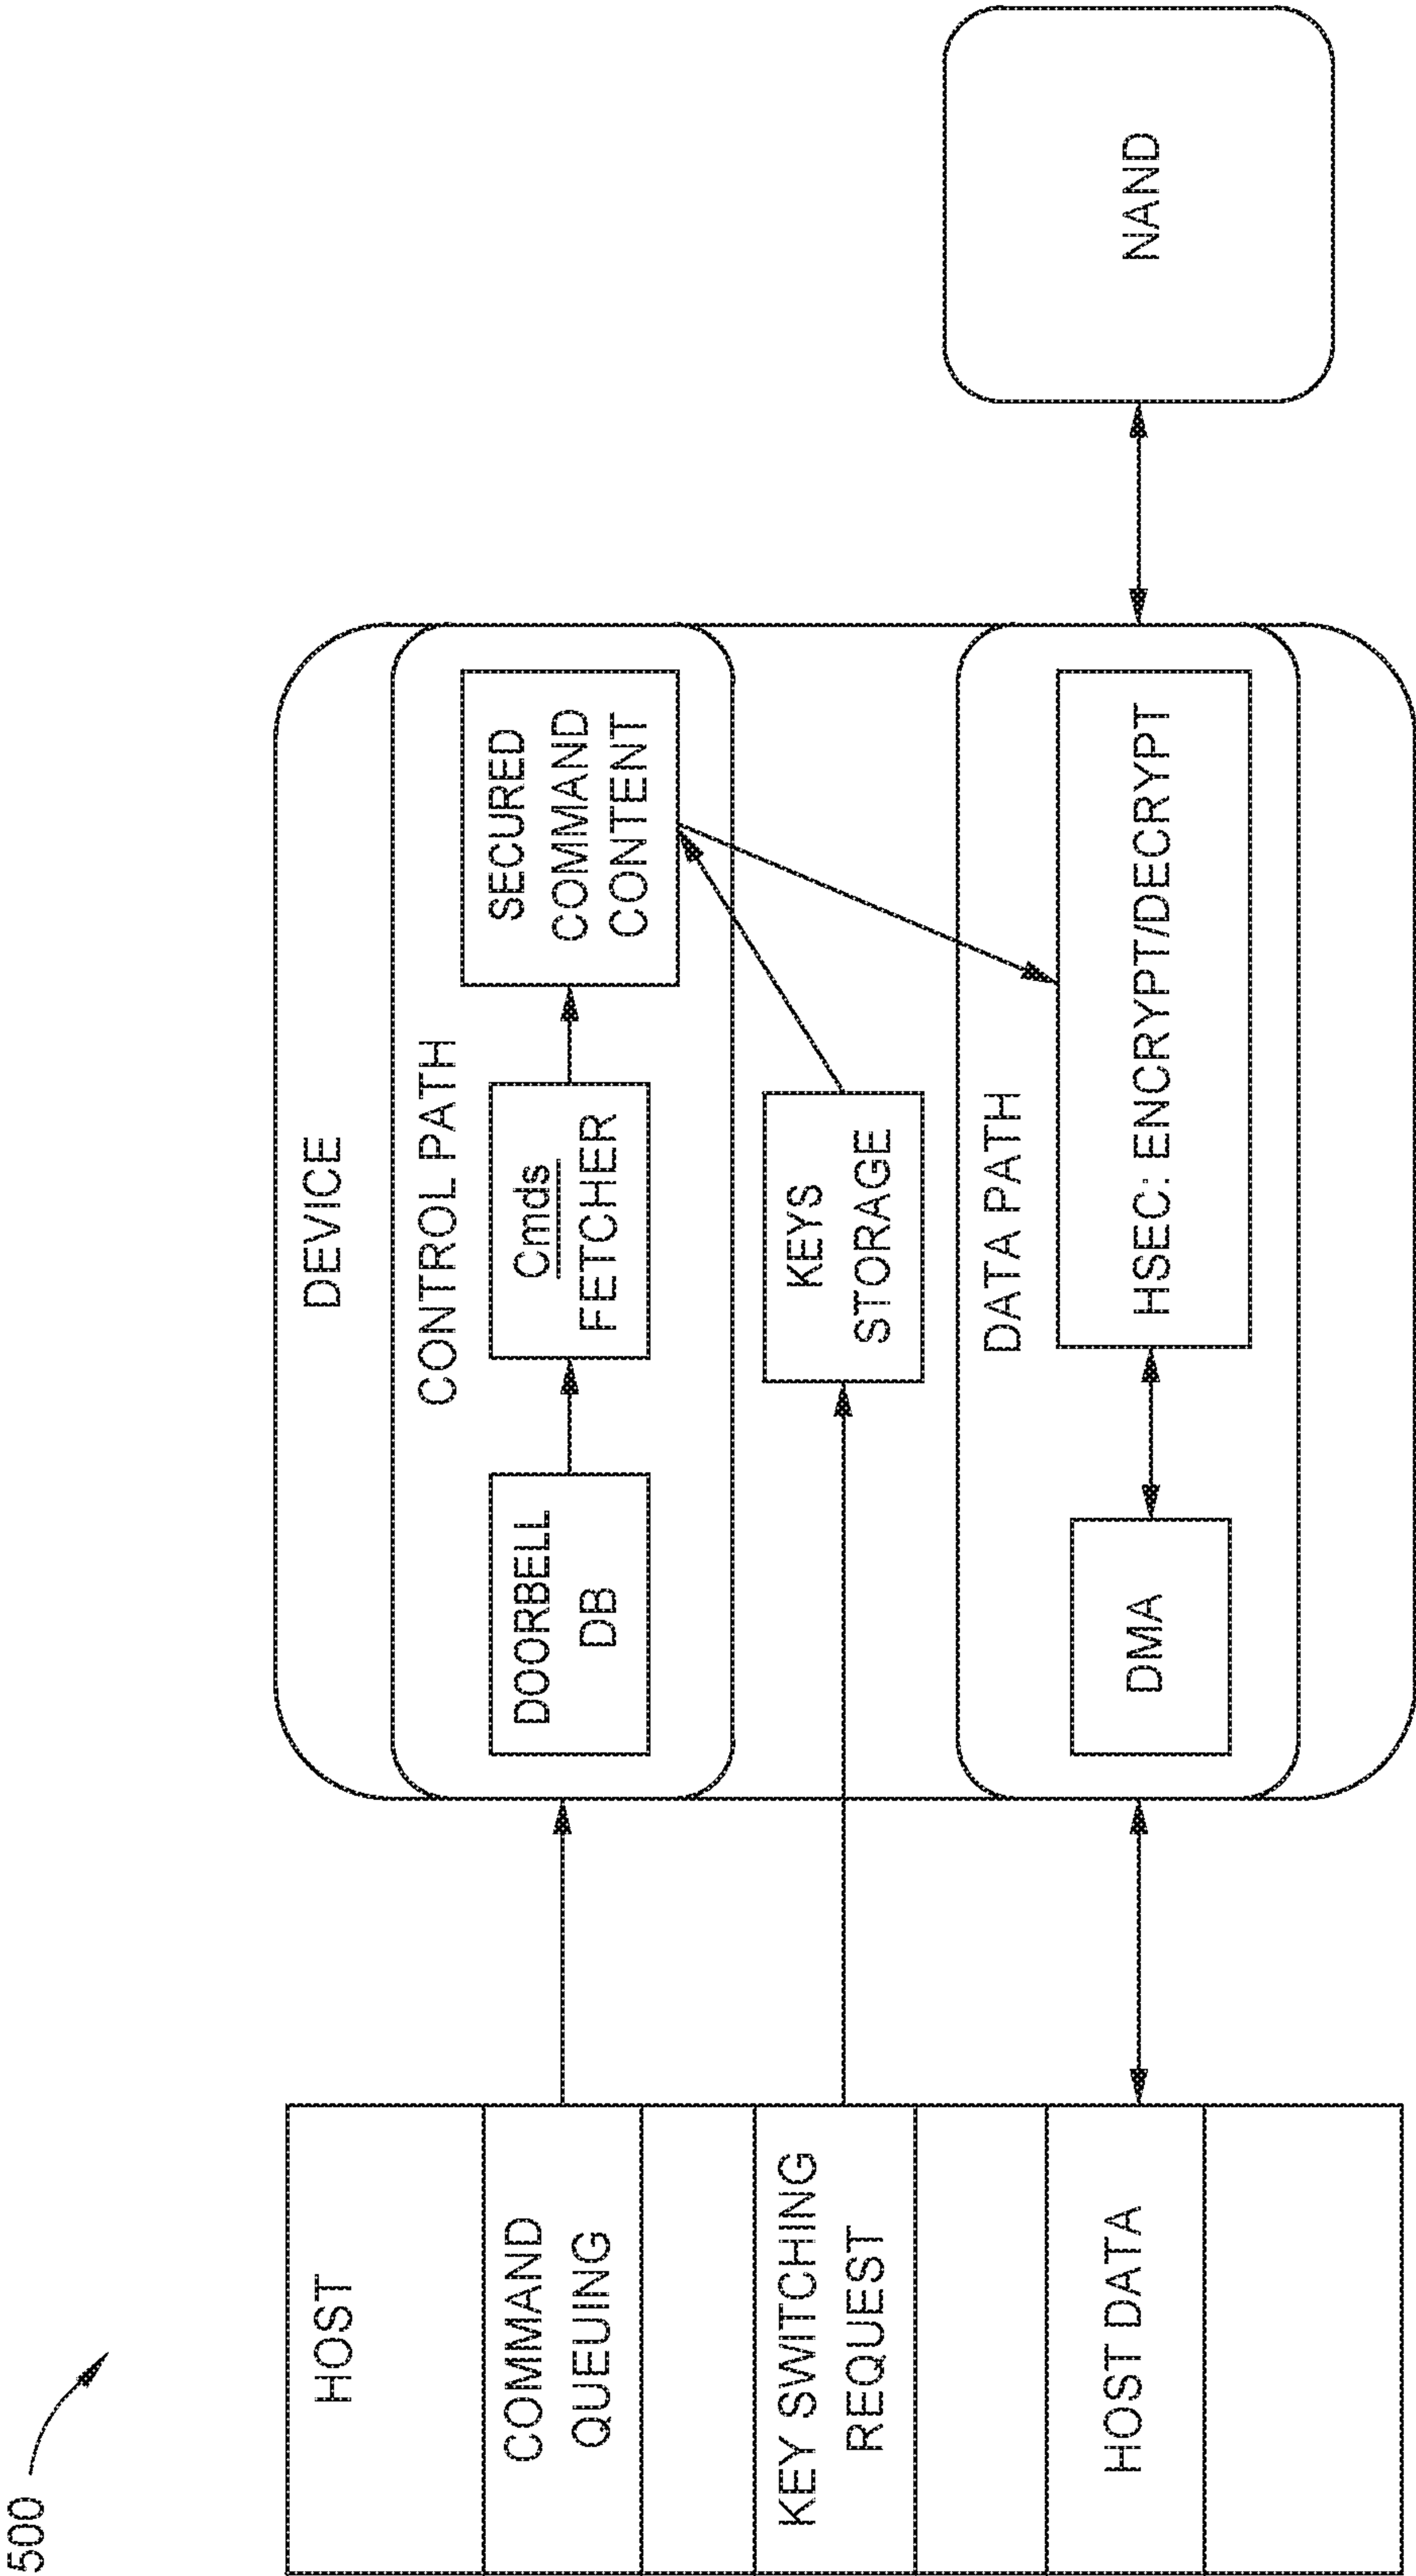 500
HOST
COMMAND
QUEUING
KEY SWITCHING
REQUEST
HOST DATA
DEVICE
CONTROL PATH
DOORBELL
DB
Cmds
FETCHER
SECURED
COMMAND
CONTENT
KEYS
STORAGE
DATA PATH
DMA
HSEC: ENCRYPT/DECRYPT
NAND